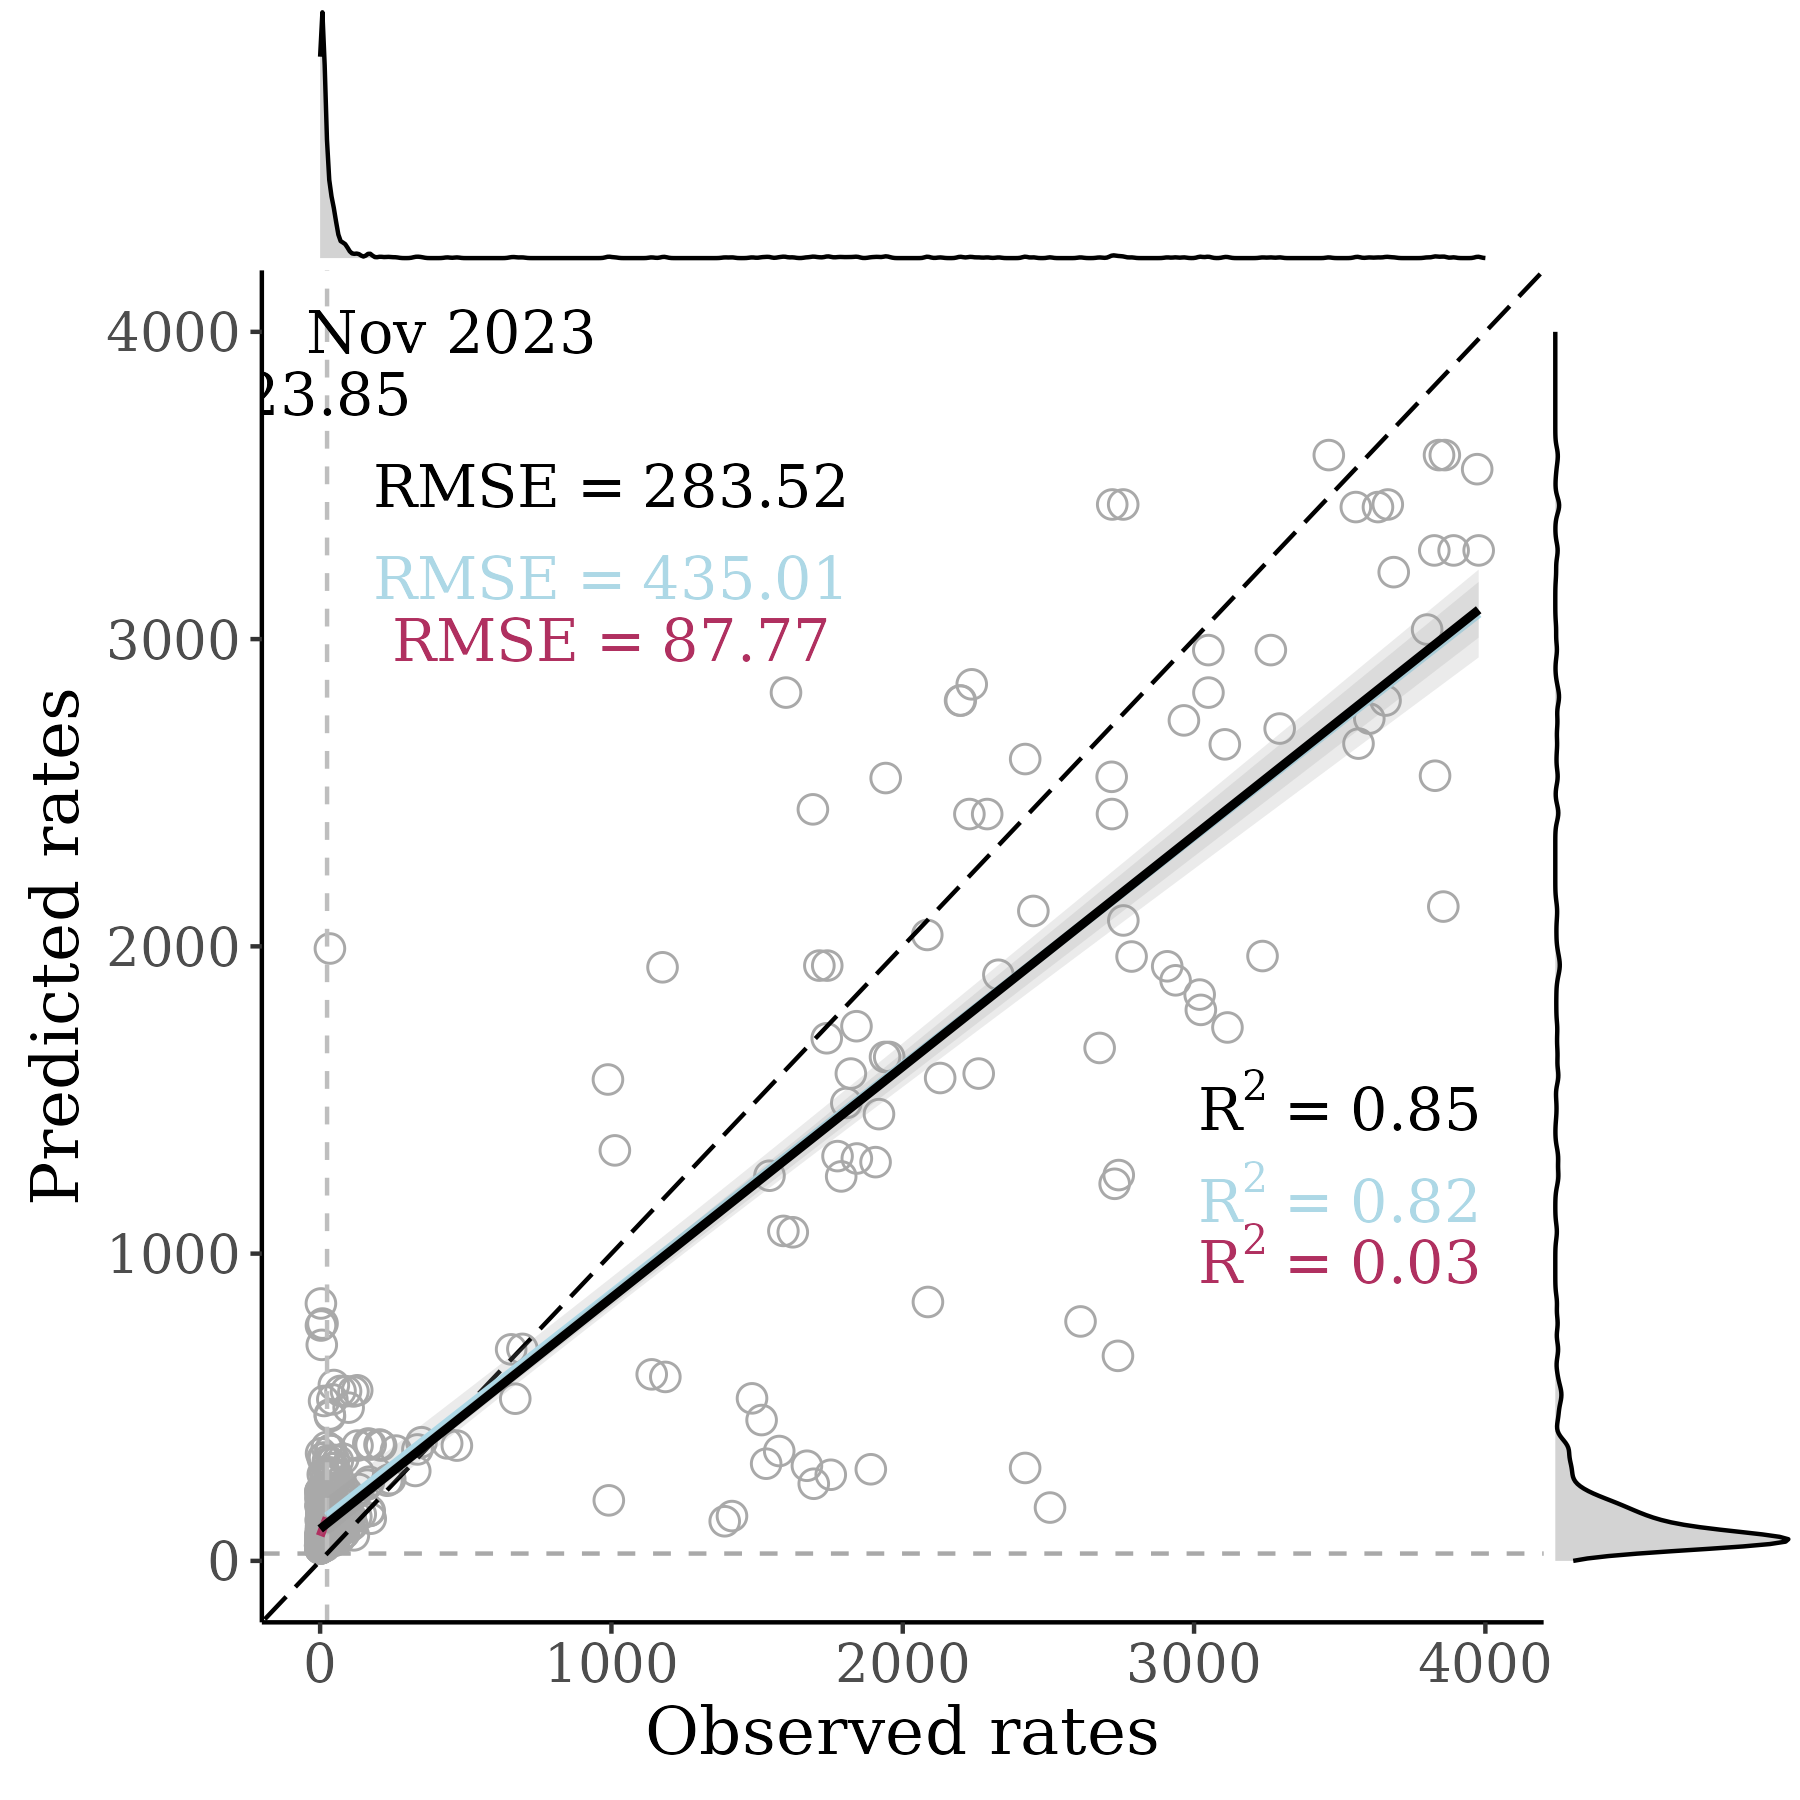 Nov 2023
23.85
RMSE = 283.52
RMSE = 435.01
RMSE = 87.77
R² = 0.85
R² = 0.82
R² = 0.03
4000
3000
2000
1000
0
Predicted rates
0 1000 2000 3000 4000
Observed rates